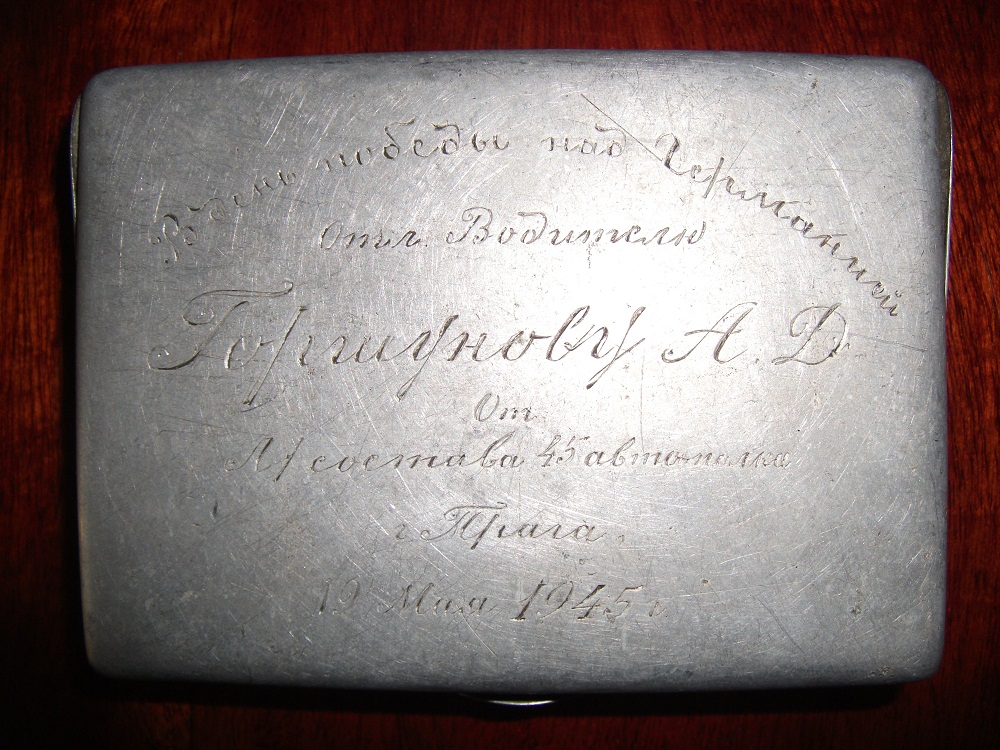 В день победы над Германией
Отл. Водителю
Горшунову А. Д
От
Л/состава 45 автополка
г Прага.
19 Мая 1945 г